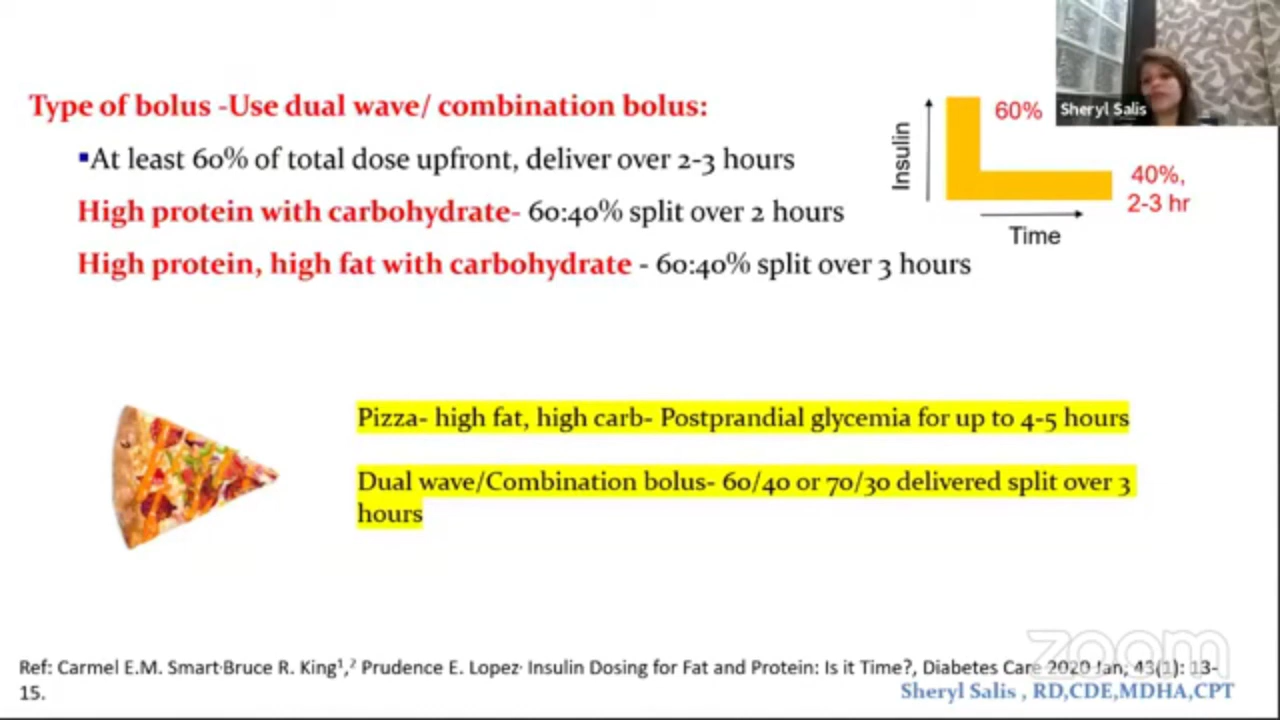 Type of bolus -Use dual wave/ combination bolus:
▪At least 60% of total dose upfront, deliver over 2-3 hours
High protein with carbohydrate- 60:40% split over 2 hours
High protein, high fat with carbohydrate - 60:40% split over 3 hours
Insulin
60%
40%,
2-3 hr
Time
Sheryl Salis
Pizza- high fat, high carb- Postprandial glycemia for up to 4-5 hours
Dual wave/Combination bolus- 60/40 or 70/30 delivered split over 3
hours
zoom
Ref: Carmel E.M. Smart·Bruce R. King¹,² Prudence E. Lopez· Insulin Dosing for Fat and Protein: Is it Time?, Diabetes Care 2020 Jan; 43(1): 13-
15.
Sheryl Salis , RD,CDE,MDHA,CPT